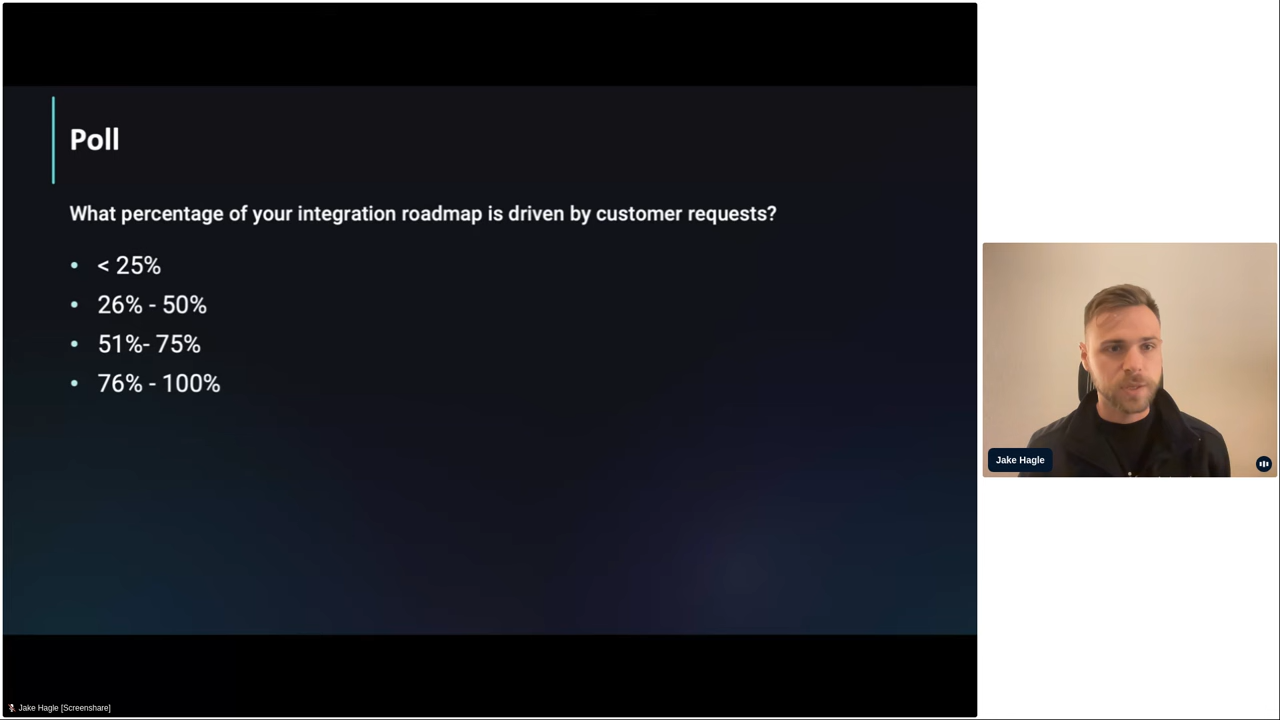 Poll
What percentage of your integration roadmap is driven by customer requests?
• < 25%
• 26% - 50%
• 51%- 75%
• 76% - 100%
Jake Hagle
Jake Hagle [Screenshare]